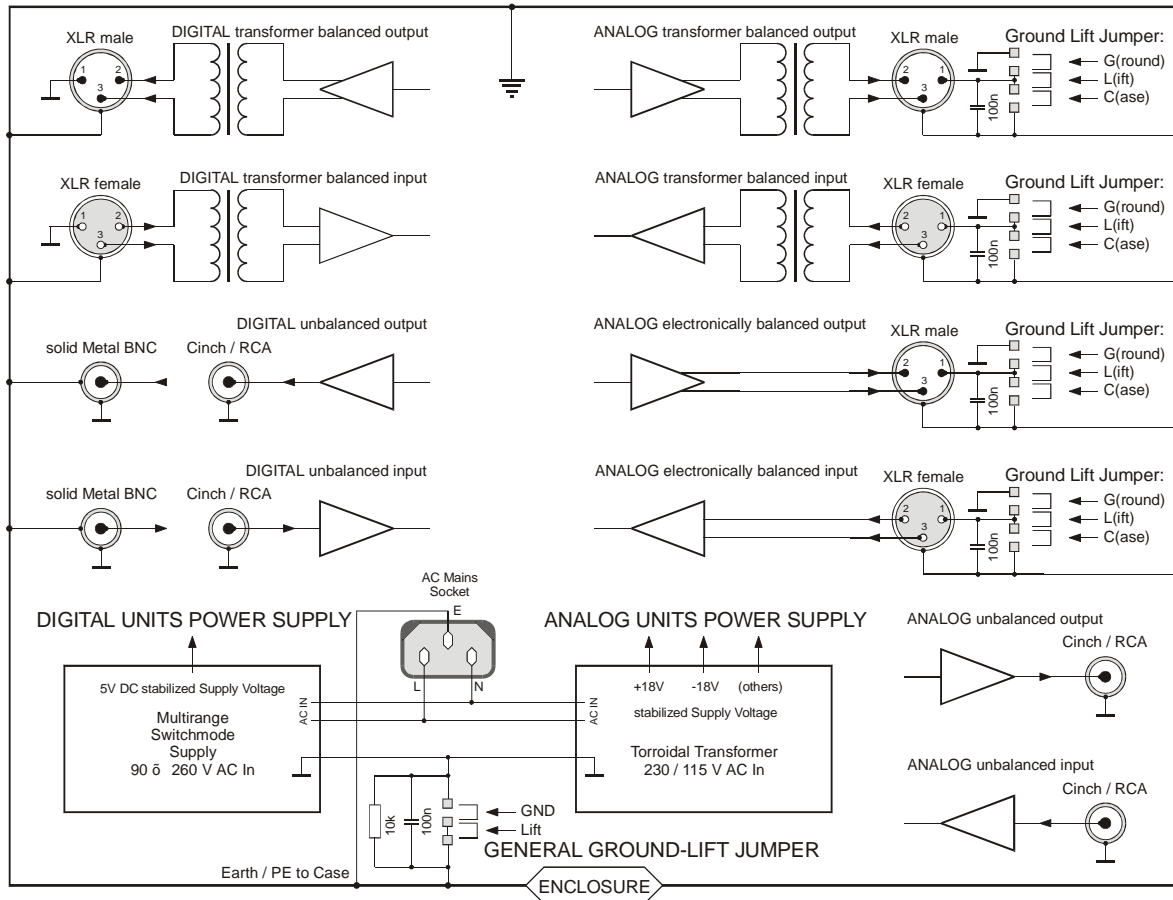 DIGITAL transformer balanced output
XLR male
1
2
3
ANALOG transformer balanced output
XLR male
2
1
3
100n
Ground Lift Jumper:
G(round)
L(ift)
C(ase)
DIGITAL transformer balanced input
XLR female
1
2
3
ANALOG transformer balanced input
XLR female
2
1
3
100n
Ground Lift Jumper:
G(round)
L(ift)
C(ase)
DIGITAL unbalanced output
solid Metal BNC
Cinch / RCA
ANALOG electronically balanced output
XLR male
2
1
3
100n
Ground Lift Jumper:
G(round)
L(ift)
C(ase)
DIGITAL unbalanced input
solid Metal BNC
Cinch / RCA
ANALOG electronically balanced input
XLR female
2
1
3
100n
Ground Lift Jumper:
G(round)
L(ift)
C(ase)
AC Mains
Socket
E
L
N
DIGITAL UNITS POWER SUPPLY
5V DC stabilized Supply Voltage
AC IN
Multirange
Switchmode
Supply
90 õ 260 V AC In
ANALOG UNITS POWER SUPPLY
+18V
-18V
(others)
AC IN
stabilized Supply Voltage
Torroidal Transformer
230 / 115 V AC In
ANALOG unbalanced output
Cinch / RCA
ANALOG unbalanced input
Cinch / RCA
10k
100n
GND
Lift
GENERAL GROUND-LIFT JUMPER
Earth / PE to Case
ENCLOSURE